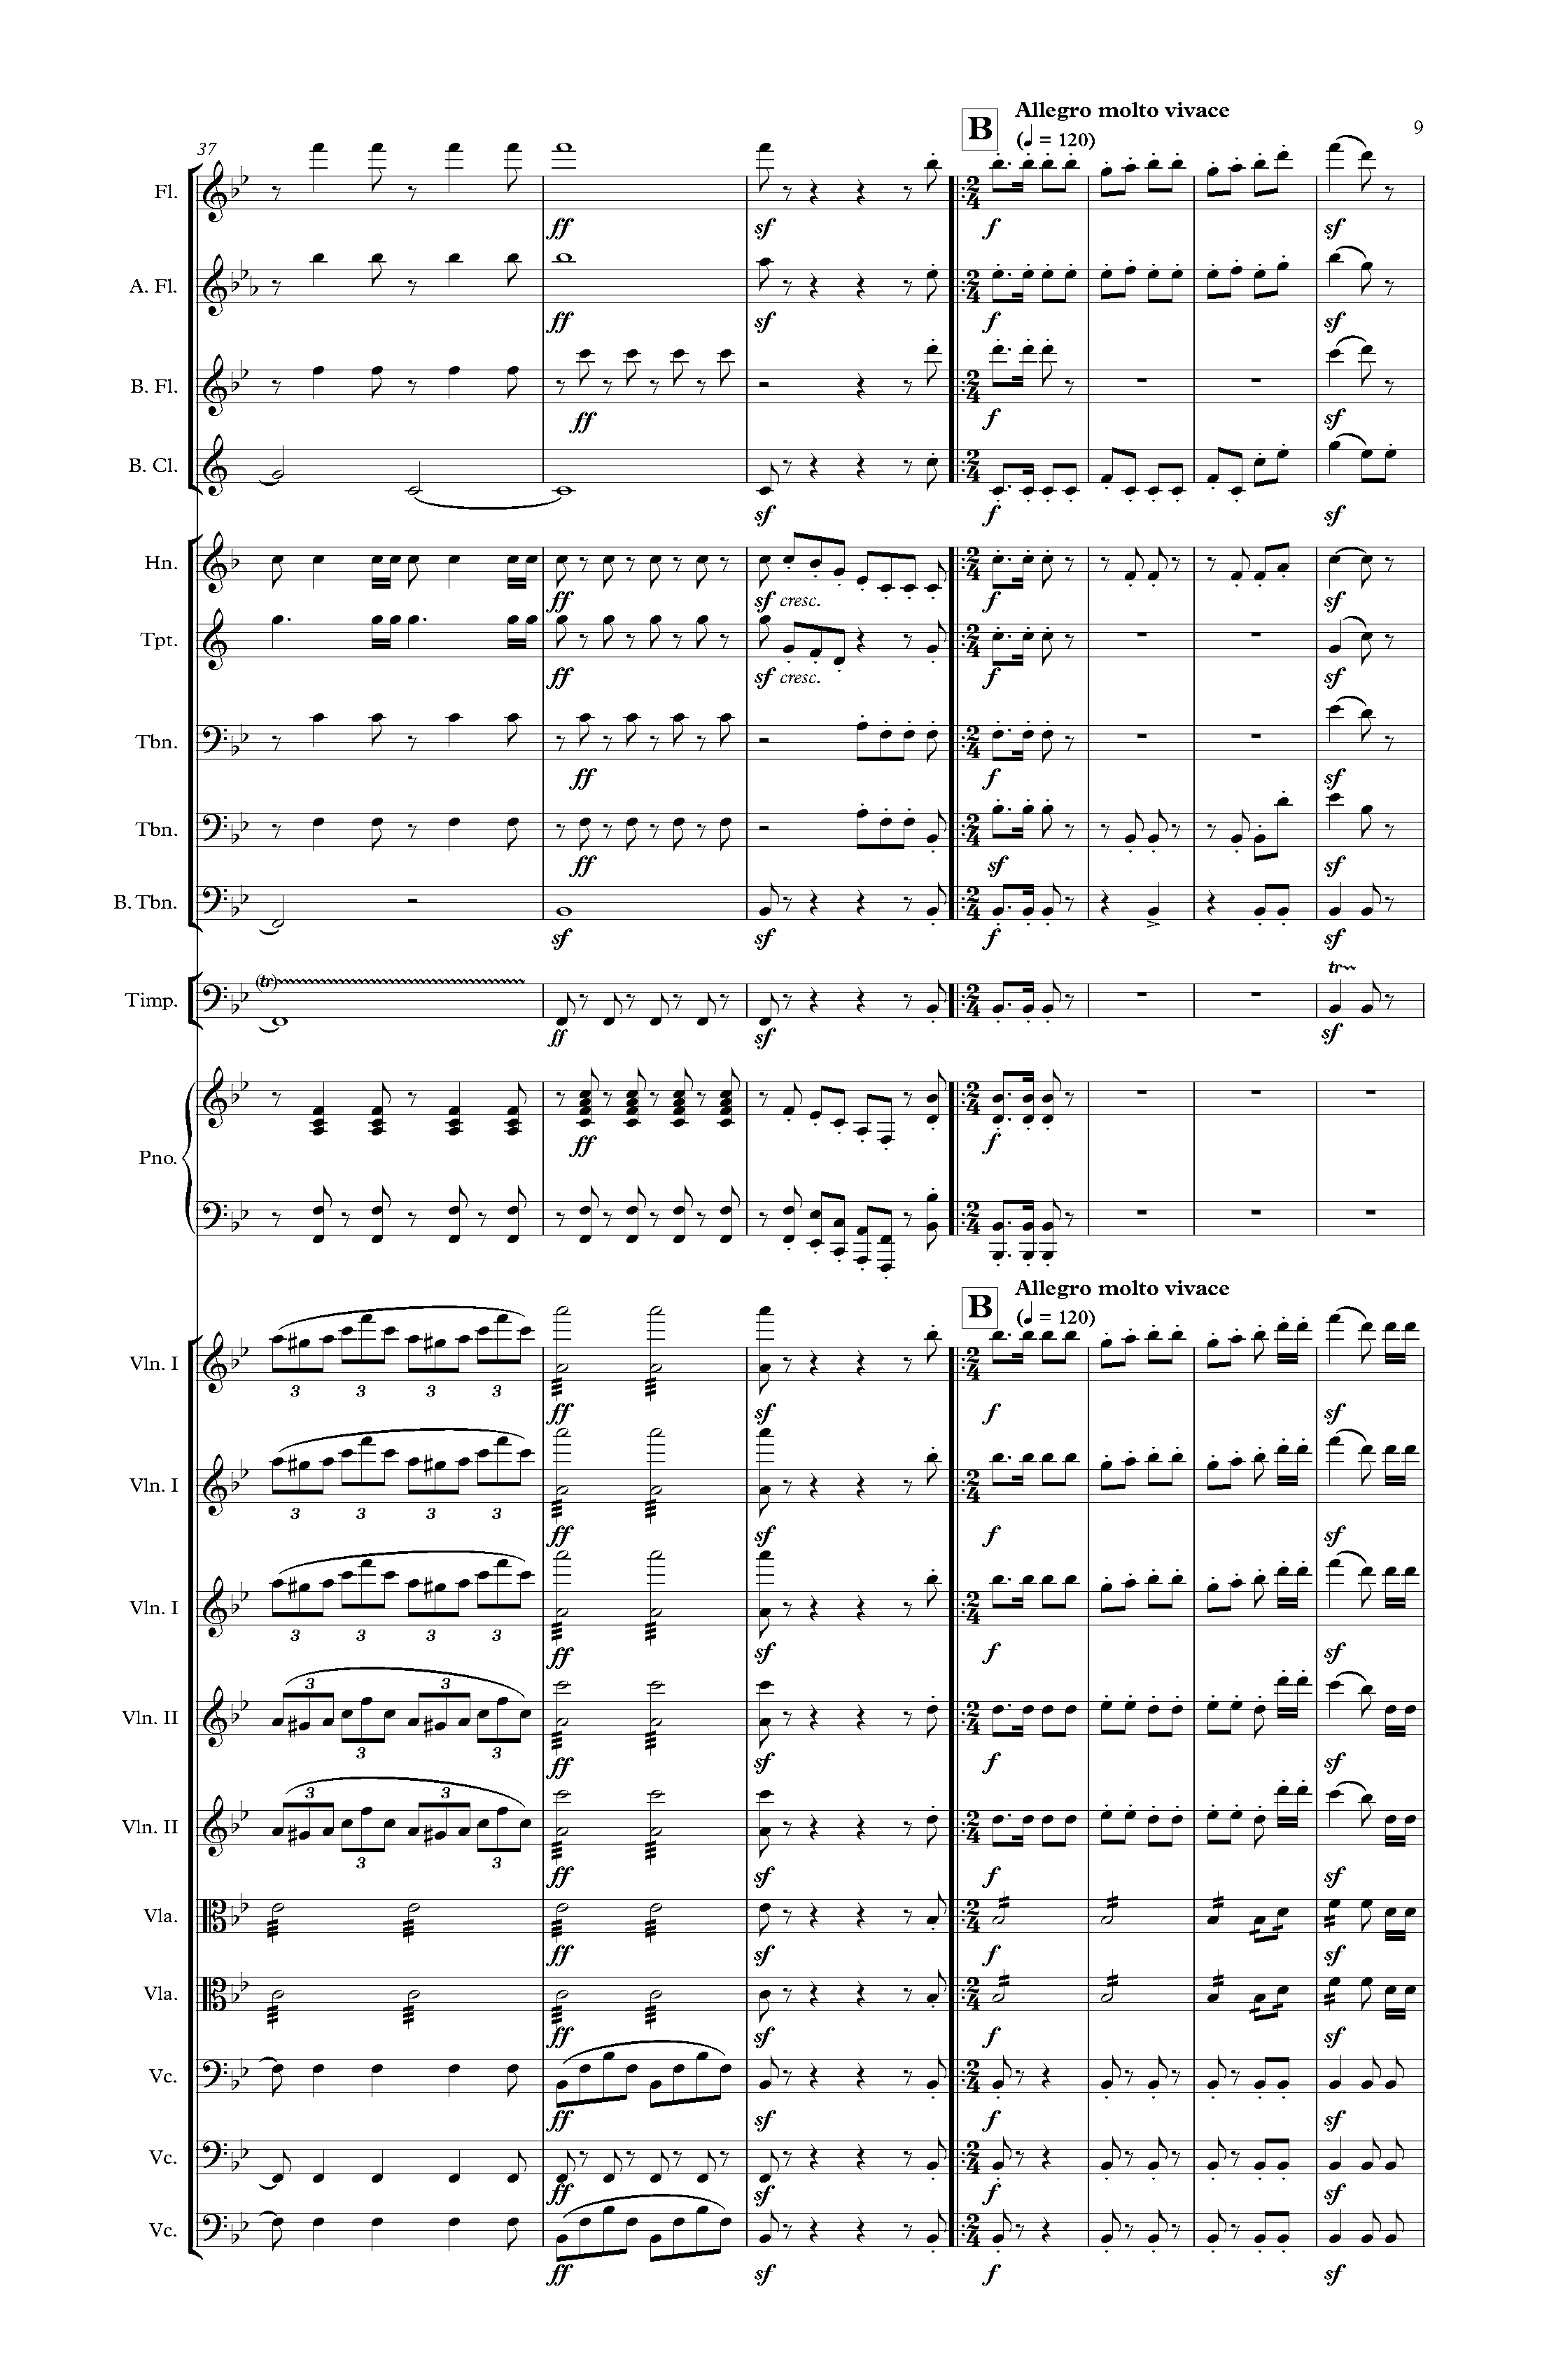 B Allegro molto vivace
(♩ = 120)
9
37
Fl.
ff sf f sf
A. Fl.
ff sf f sf
B. Fl.
ff f sf
B. Cl.
sf f sf
Hn.
ff sf cresc. f sf
Tpt.
ff sf cresc. f sf
Tbn.
ff f sf
Tbn.
ff sf sf
B. Tbn.
sf sf f sf
(tr) tr
Timp.
ff sf sf
ff f
Pno.
B Allegro molto vivace
(♩ = 120)
Vln. I
3 3 3 3
ff sf f sf
Vln. I
3 3 3 3
ff sf f sf
Vln. I
3 3 3 3
ff sf f sf
3 3
Vln. II
3 3
ff sf f sf
3 3
Vln. II
3 3
ff sf f sf
Vla.
ff sf f sf
Vla.
ff sf f sf
Vc.
ff sf f sf
Vc.
ff sf f sf
Vc.
ff sf f sf